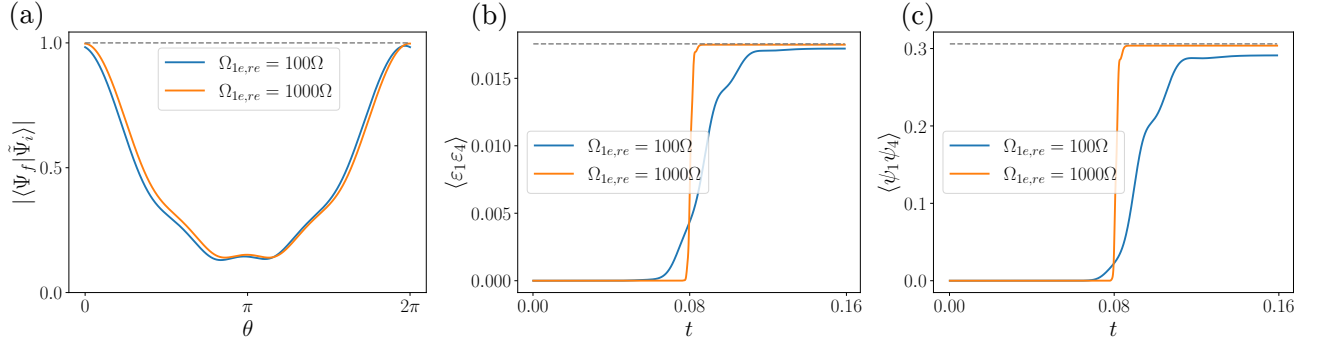 (a)
|⟨Ψ_f|Ψ̃_i⟩|
1.0
0.5
0.0
Ω_{1e,re} = 100Ω
Ω_{1e,re} = 1000Ω
0
π
2π
θ
(b)
⟨ε_1ε_4⟩
0.015
0.010
0.005
0.000
Ω_{1e,re} = 100Ω
Ω_{1e,re} = 1000Ω
0.00
0.08
0.16
t
(c)
⟨ψ_1ψ_4⟩
0.3
0.2
0.1
0.0
Ω_{1e,re} = 100Ω
Ω_{1e,re} = 1000Ω
0.00
0.08
0.16
t